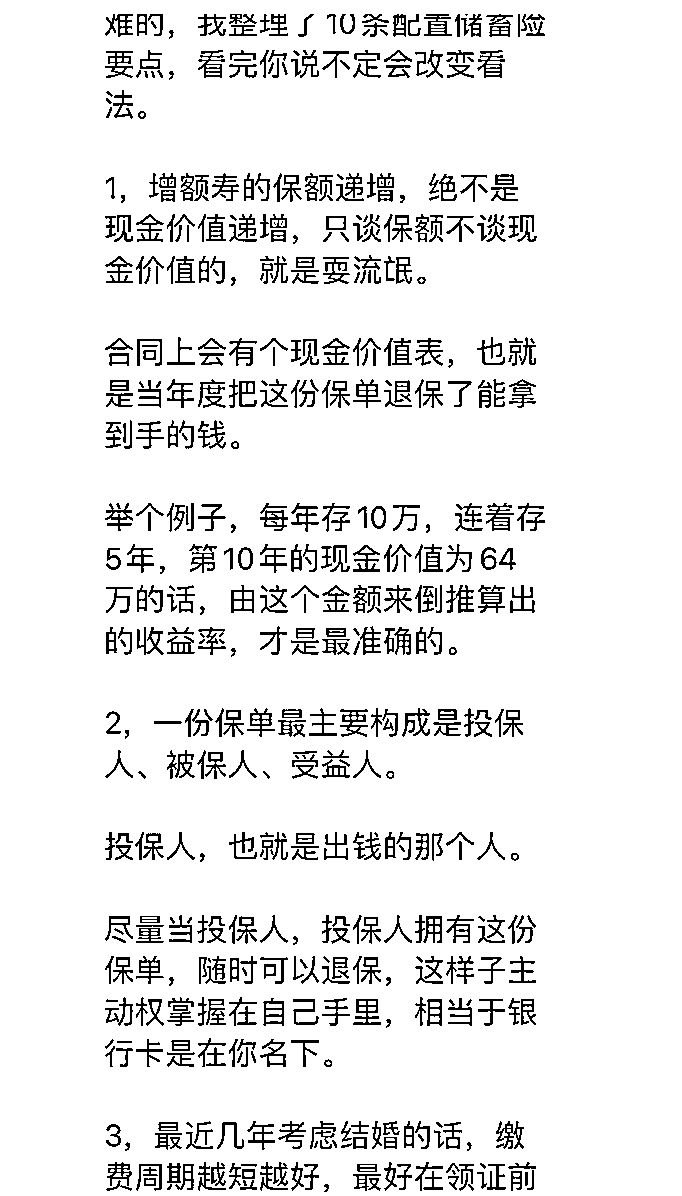 难的，我整理了10条配置储蓄险
要点，看完你说不定会改变看
法。
1，增额寿的保额递增，绝不是
现金价值递增，只谈保额不谈现
金价值的，就是耍流氓。
合同上会有个现金价值表，也就
是当年度把这份保单退保了能拿
到手的钱。
举个例子，每年存10万，连着存
5年，第10年的现金价值为64
万的话，由这个金额来倒推算出
的收益率，才是最准确的。
2，一份保单最主要构成是投保
人、被保人、受益人。
投保人，也就是出钱的那个人。
尽量当投保人，投保人拥有这份
保单，随时可以退保，这样子主
动权掌握在自己手里，相当于银
行卡是在你名下。
3，最近几年考虑结婚的话，缴
费周期越短越好，最好在领证前